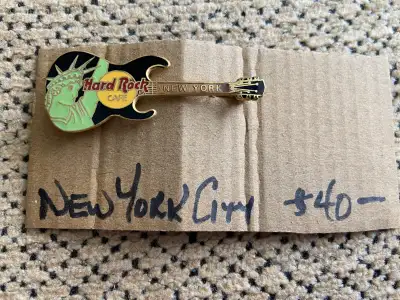 Hard Rock
CAFE
NEW YORK
NEW YORK CITY $40-